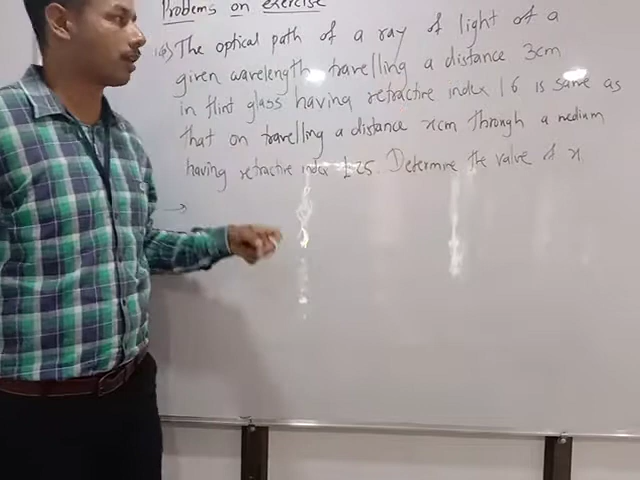 Problems on exercise
The optical path of a ray of light of a
given wavelength travelling a distance 3cm
in flint glass having refractive index 1.6 is same as
that on travelling a distance x cm through a medium
having refractive index 1.25. Determine the value of x.
→